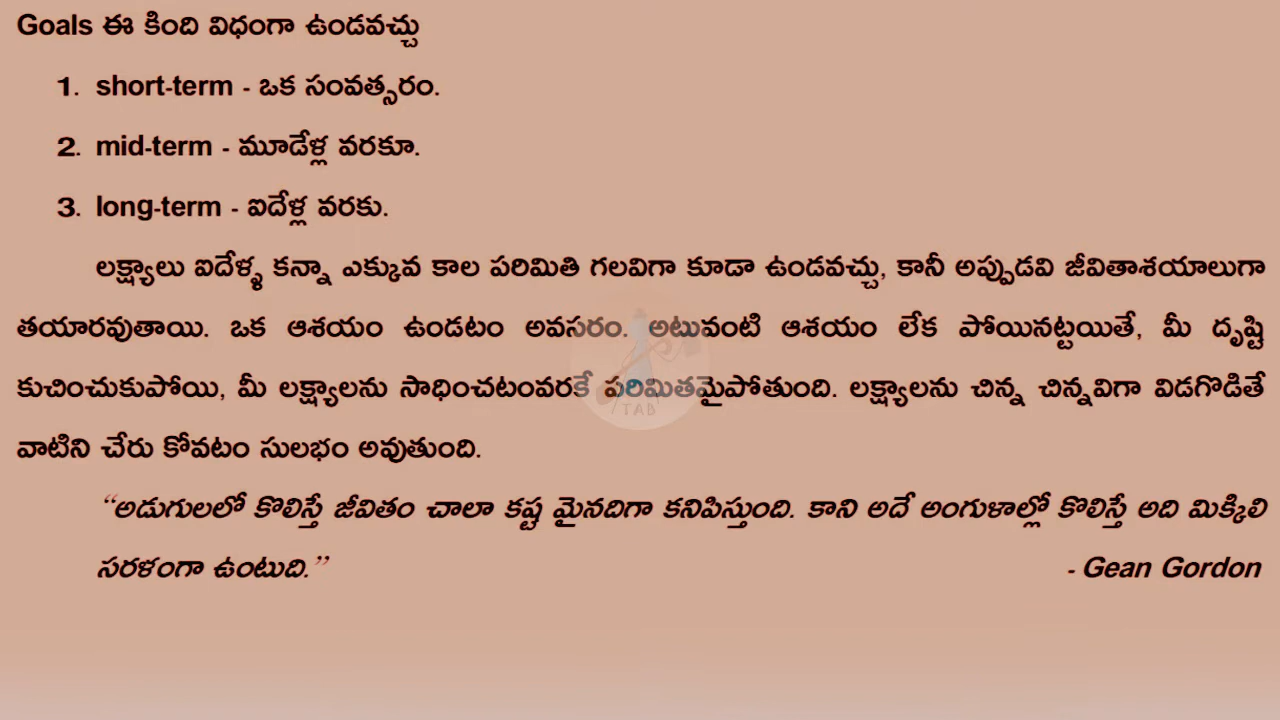 Goals ఈ కింది విధంగా ఉండవచ్చు
1. short-term - ఒక సంవత్సరం.
2. mid-term - మూడేళ్ల వరకూ.
3. long-term - ఐదేళ్ల వరకు.
లక్ష్యాలు ఐదేళ్ళ కన్నా ఎక్కువ కాల పరిమితి గలవిగా కూడా ఉండవచ్చు, కానీ అప్పుడవి జీవితాశయాలుగా
తయారవుతాయి. ఒక ఆశయం ఉండటం అవసరం. అటువంటి ఆశయం లేక పోయినట్టయితే, మీ దృష్టి
కుచించుకుపోయి, మీ లక్ష్యాలను సాధించటంవరకే పరిమితమైపోతుంది. లక్ష్యాలను చిన్న చిన్నవిగా విడగొడితే
వాటిని చేరు కోవటం సులభం అవుతుంది.
“అడుగులలో కొలిస్తే జీవితం చాలా కష్ట మైనదిగా కనిపిస్తుంది. కాని అదే అంగుళాల్లో కొలిస్తే అది మిక్కిలి
సరళంగా ఉంటుది.” - Gean Gordon
TAB